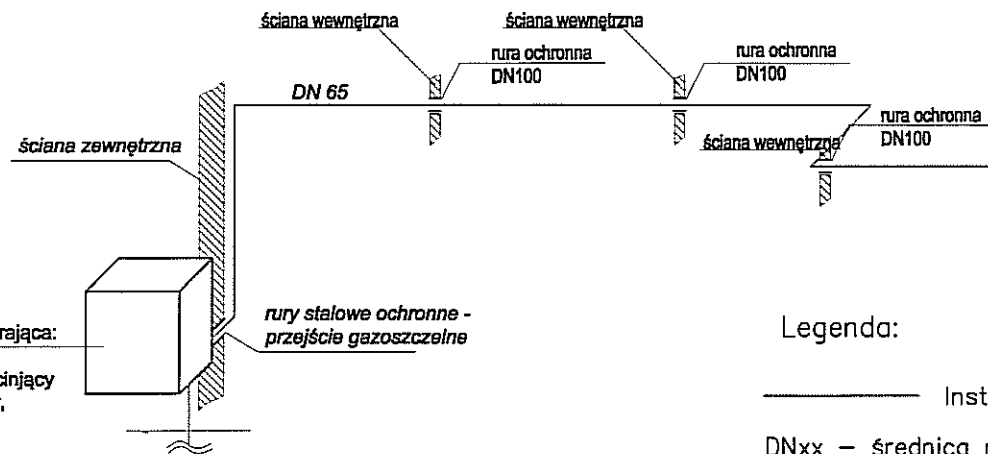 ściana wewnętrzna
ściana wewnętrzna
rura ochronna
DN100
rura ochronna
DN100
DN 65
rura ochronna
DN100
ściana wewnętrzna
ściana zewnętrzna
rury stalowe ochronne -
przejście gazoszczelne
rająca:
cinjący
Legenda:
Inst
DNxx – średnica